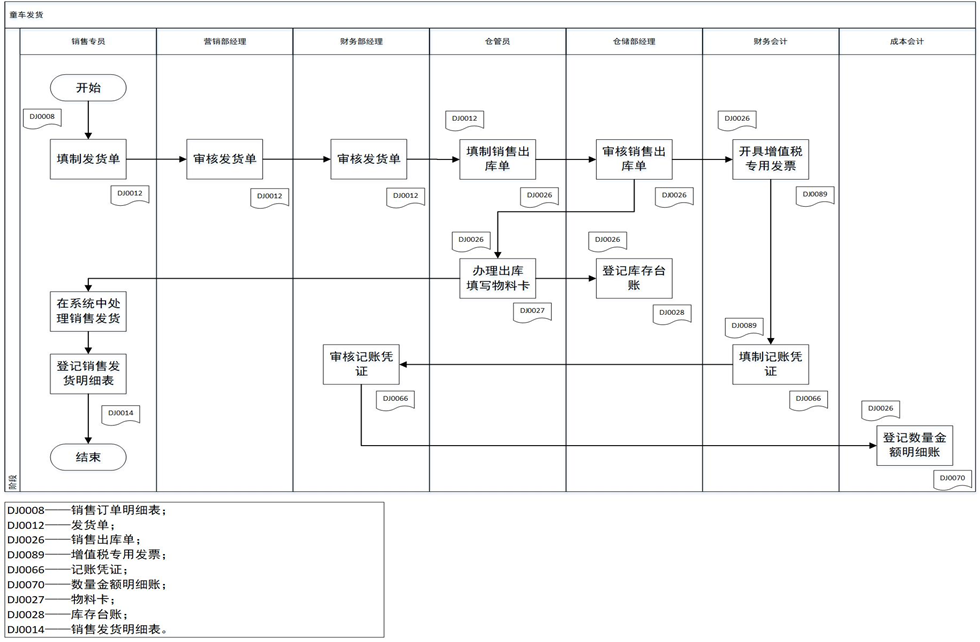 童车发货
销售专员
营销部经理
财务部经理
仓管员
仓储部经理
财务会计
成本会计
开始
DJ0008
填制发货单
DJ0012
审核发货单
DJ0012
审核发货单
DJ0012
DJ0012
填制销售出
库单
DJ0026
审核销售出
库单
DJ0026
DJ0026
开具增值税
专用发票
DJ0089
DJ0026
办理出库
填写物料卡
DJ0027
DJ0026
登记库存台
账
DJ0028
在系统中处
理销售发货
登记销售发
货明细表
DJ0014
结束
DJ0089
填制记账凭
证
DJ0066
审核记账凭
证
DJ0066
DJ0026
登记数量金
额明细账
DJ0070
阶段
DJ0008——销售订单明细表；
DJ0012——发货单；
DJ0026——销售出库单；
DJ0089——增值税专用发票；
DJ0066——记账凭证；
DJ0070——数量金额明细账；
DJ0027——物料卡；
DJ0028——库存台账；
DJ0014——销售发货明细表。